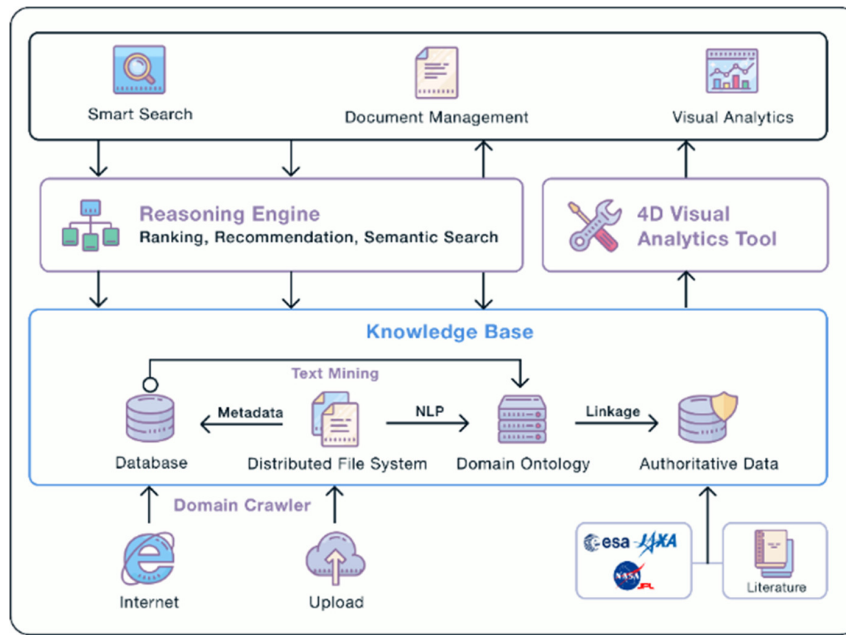 Smart Search
Document Management
Visual Analytics
Reasoning Engine
Ranking, Recommendation, Semantic Search
4D Visual
Analytics Tool
Knowledge Base
Text Mining
Metadata
NLP
Linkage
Database
Distributed File System
Domain Ontology
Authoritative Data
Domain Crawler
Internet
Upload
esa
JAXA
NASA
JPL
Literature